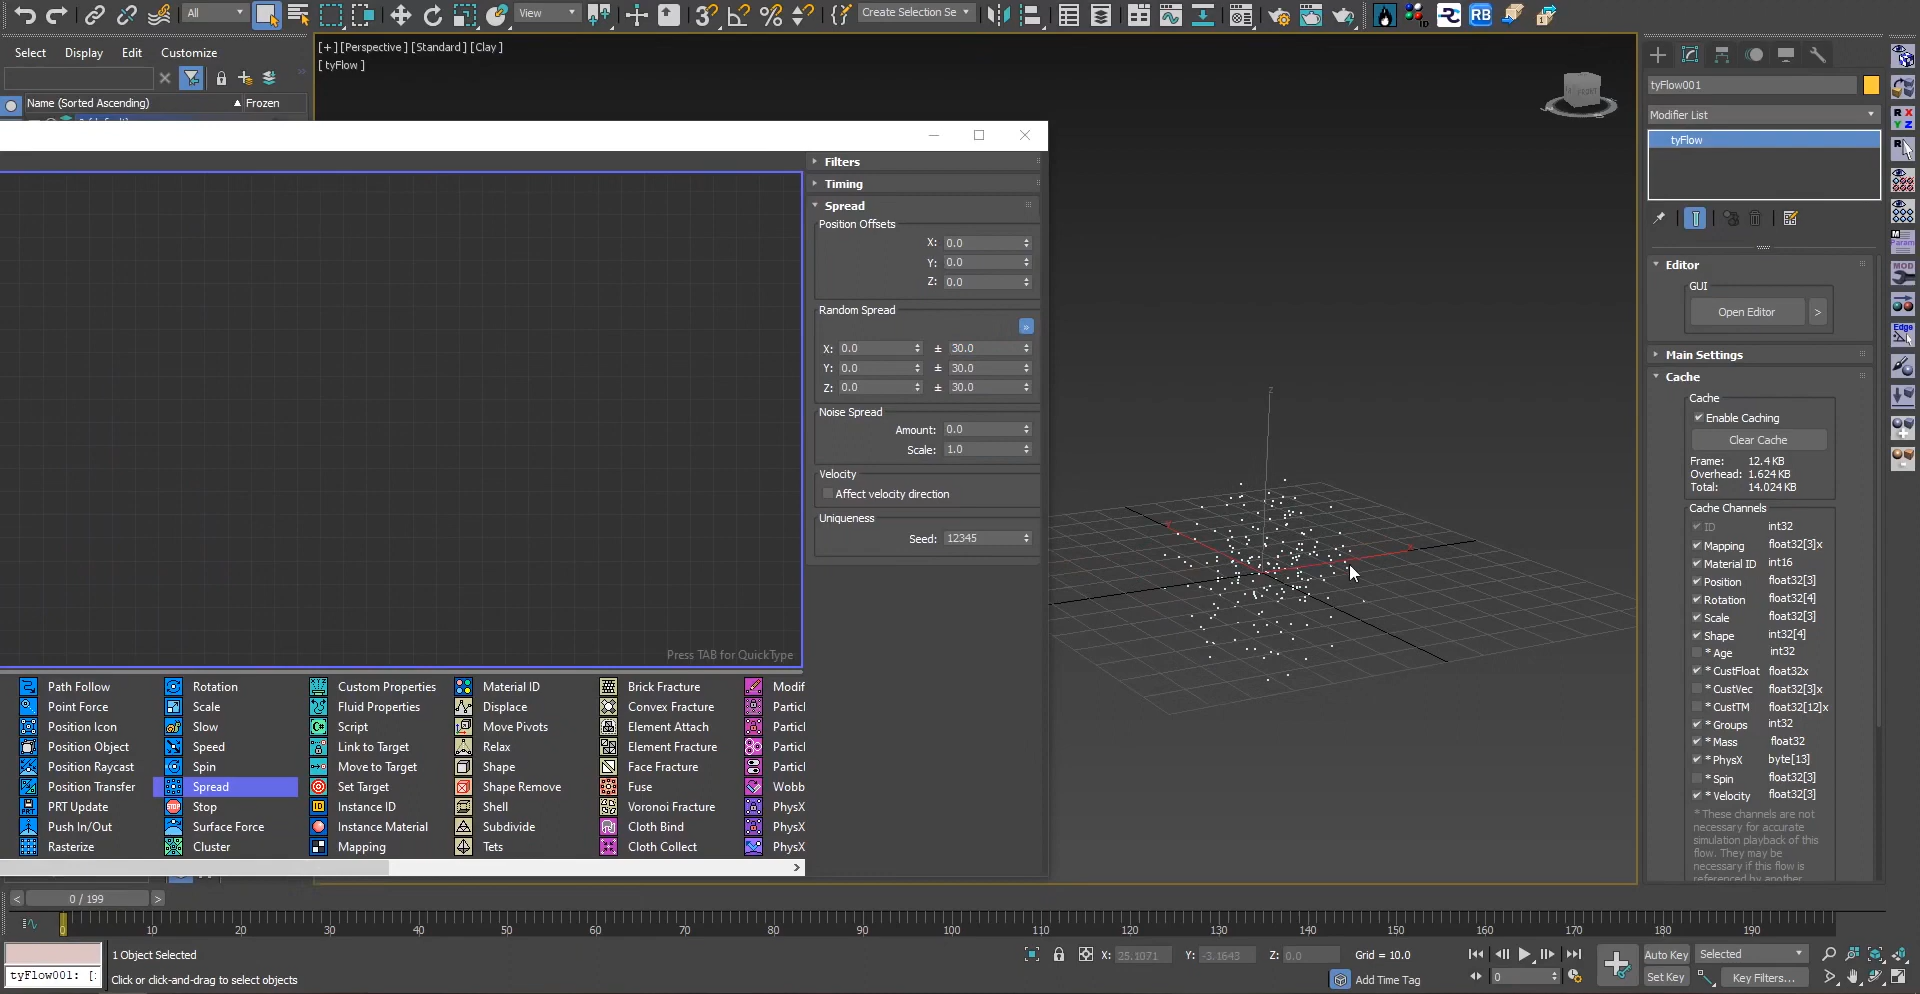 All
View
Create Selection Se
RB
Select Display Edit Customize
Name (Sorted Ascending) Frozen
[+] [Perspective] [Standard] [Clay]
[ tyFlow ]
FRONT
tyFlow001
Modifier List
tyFlow
Editor
GUI
Open Editor >
Main Settings
Cache
Cache
Enable Caching
Clear Cache
Frame: 12.4 KB
Overhead: 1.624 KB
Total: 14.024 KB
Cache Channels
ID int32
Mapping float32[3]x
Material ID int16
Position float32[3]
Rotation float32[4]
Scale float32[3]
Shape int32[4]
* Age int32
* CustFloat float32x
* CustVec float32[3]x
* CustTM float32[12]x
* Groups int32
* Mass float32
* PhysX byte[13]
* Spin float32[3]
* Velocity float32[3]
* These channels are not
necessary for accurate
simulation playback of this
flow. They may be
necessary if this flow is
referenced by another
R X
Y Z
R
M
Param
MOD
Edge
Filters
Timing
Spread
Position Offsets
X: 0.0
Y: 0.0
Z: 0.0
Random Spread
X: 0.0 ± 30.0
Y: 0.0 ± 30.0
Z: 0.0 ± 30.0
Noise Spread
Amount: 0.0
Scale: 1.0
Velocity
Affect velocity direction
Uniqueness
Seed: 12345
z
Press TAB for QuickType
Path Follow Rotation Custom Properties Material ID Brick Fracture Modif
Point Force Scale Fluid Properties Displace Convex Fracture Particl
Position Icon Slow Script Move Pivots Element Attach Particl
Position Object Speed Link to Target Relax Element Fracture Particl
Position Raycast Spin Move to Target Shape Face Fracture Particl
Position Transfer Spread Set Target Shape Remove Fuse Wobb
PRT Update Stop Instance ID Shell Voronoi Fracture PhysX
Push In/Out Surface Force Instance Material Subdivide Cloth Bind PhysX
Rasterize Cluster Mapping Tets Cloth Collect PhysX
< 0 / 199 >
0 10 20 30 40 50 60 70 80 90 100 110 120 130 140 150 160 170 180 190
1 Object Selected
X: 25.1071 Y: -3.1643 Z: 0.0 Grid = 10.0
Auto Key Selected
tyFlow001: [:
Click or click-and-drag to select objects
Add Time Tag
0
Set Key Key Filters...